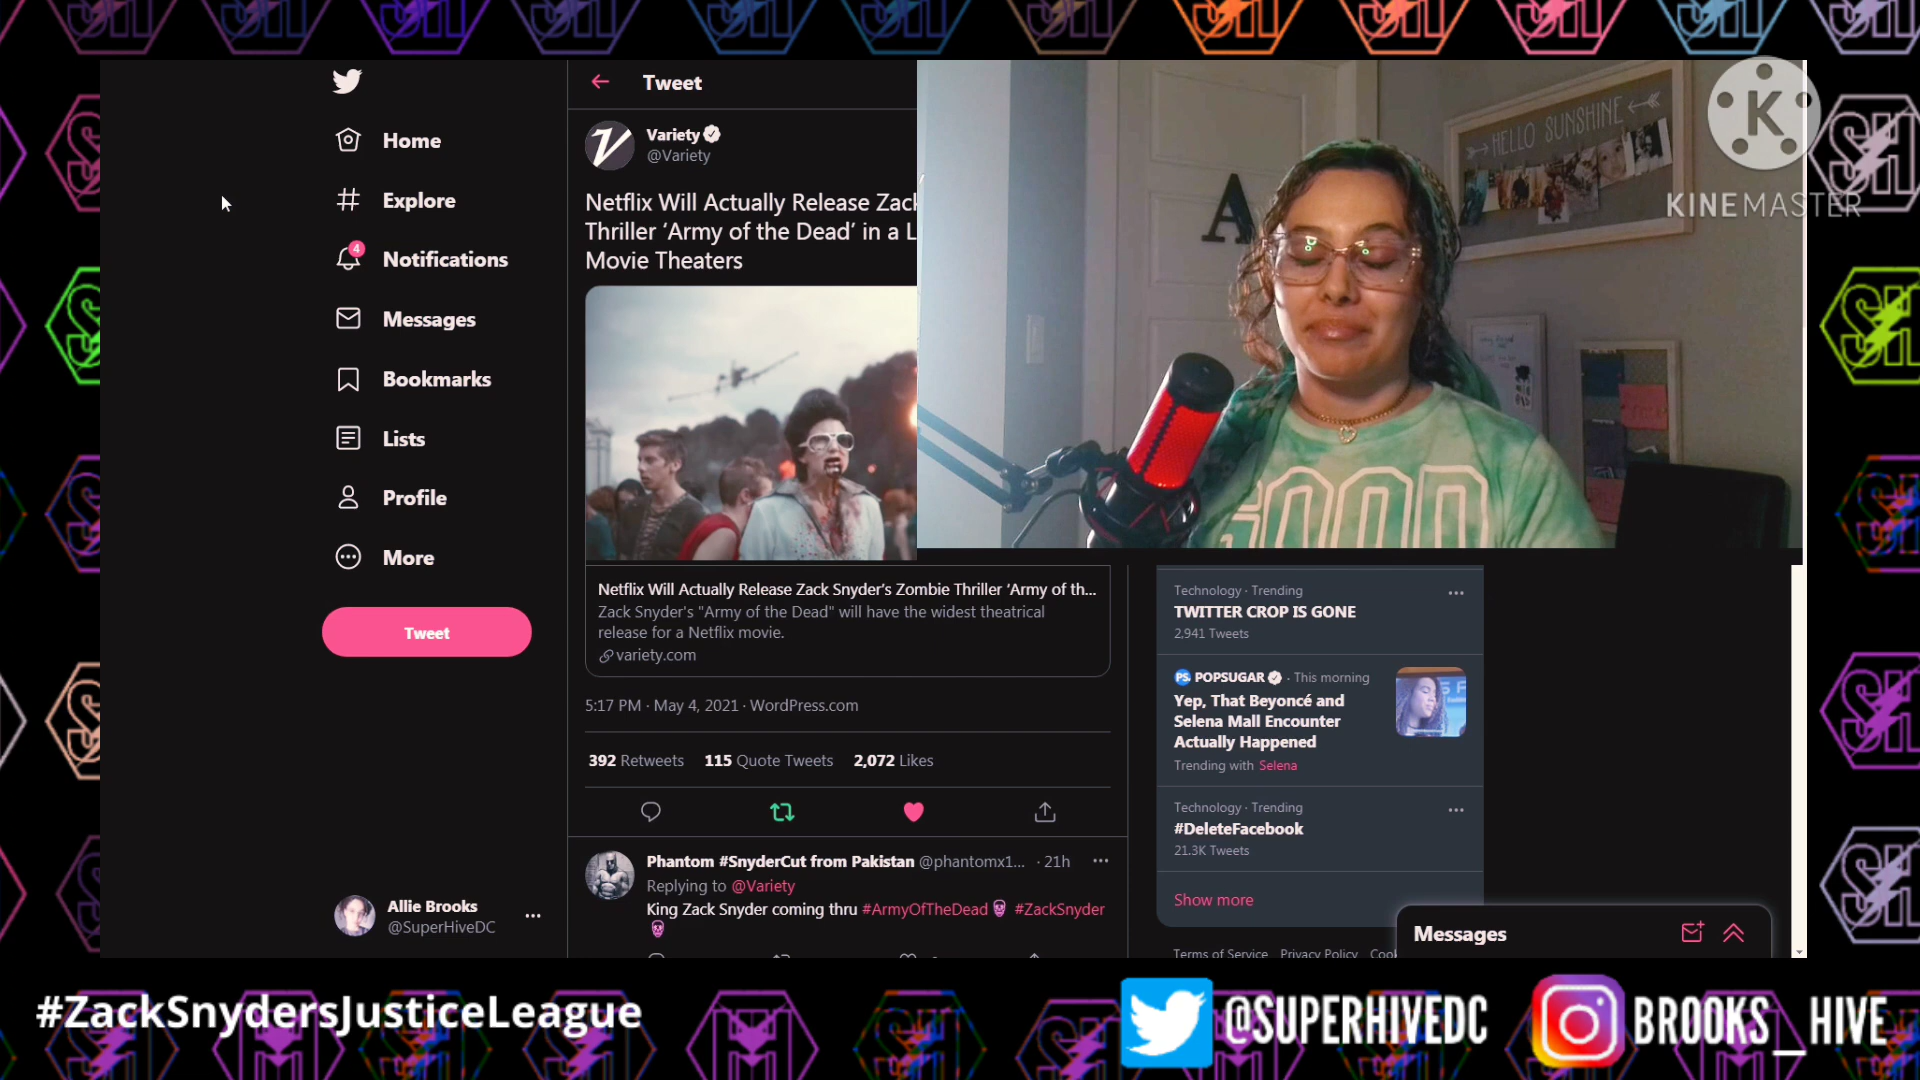 Home
Explore
4
Notifications
Messages
Bookmarks
Lists
Profile
More
Tweet
Allie Brooks
@SuperHiveDC
Tweet
Variety
@Variety
Netflix Will Actually Release Zack
Thriller ‘Army of the Dead’ in a L
Movie Theaters
Netflix Will Actually Release Zack Snyder’s Zombie Thriller ‘Army of th...
Zack Snyder's "Army of the Dead" will have the widest theatrical
release for a Netflix movie.
variety.com
5:17 PM · May 4, 2021 · WordPress.com
392 Retweets 115 Quote Tweets 2,072 Likes
Phantom #SnyderCut from Pakistan @phantomx1... · 21h
Replying to @Variety
King Zack Snyder coming thru #ArmyOfTheDead #ZackSnyder
HELLO SUNSHINE
A
GOOD
K
KINEMASTER
Technology · Trending
TWITTER CROP IS GONE
2,941 Tweets
PS. POPSUGAR · This morning
Yep, That Beyoncé and
Selena Mall Encounter
Actually Happened
Trending with Selena
Technology · Trending
#DeleteFacebook
21.3K Tweets
Show more
Terms of Service Privacy Policy Cook
Messages
#ZackSnydersJusticeLeague
@SUPERHIVEDC
BROOKS_HIVE